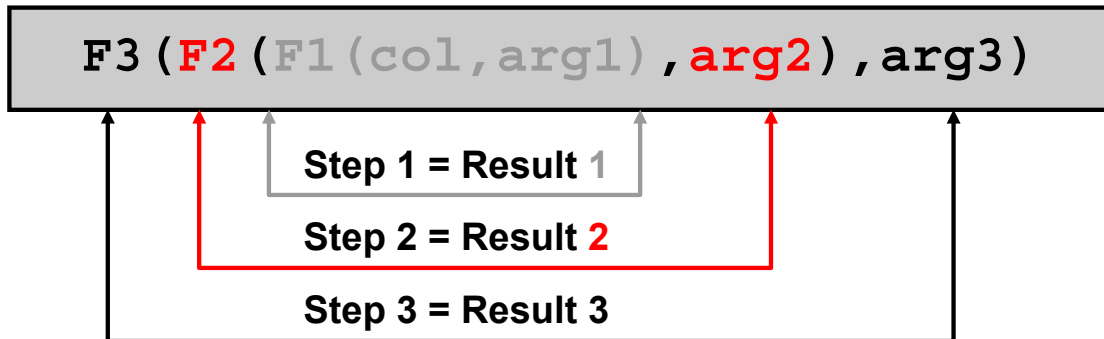 F3(F2(F1(col,arg1),arg2),arg3)
Step 1 = Result 1
Step 2 = Result 2
Step 3 = Result 3